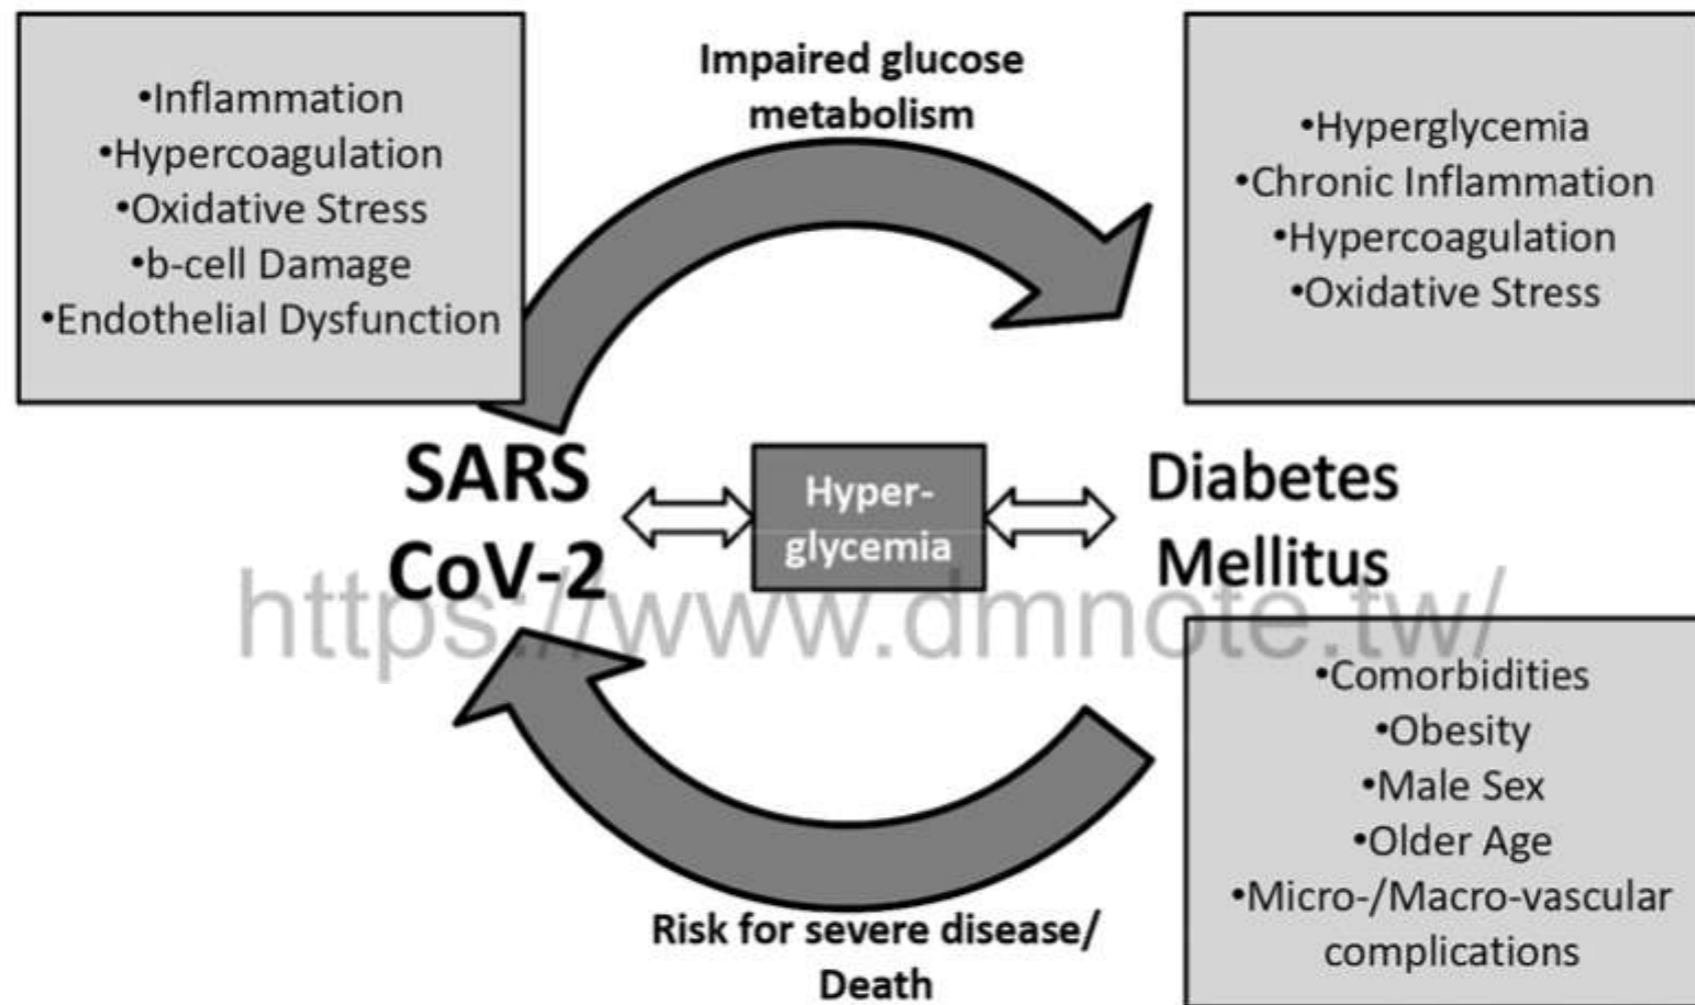 •Inflammation
•Hypercoagulation
•Oxidative Stress
•b-cell Damage
•Endothelial Dysfunction
Impaired glucose
metabolism
•Hyperglycemia
•Chronic Inflammation
•Hypercoagulation
•Oxidative Stress
SARS
CoV-2
Hyper-
glycemia
Diabetes
Mellitus
https://www.dmnote.tw/
•Comorbidities
•Obesity
•Male Sex
•Older Age
•Micro-/Macro-vascular
complications
Risk for severe disease/
Death